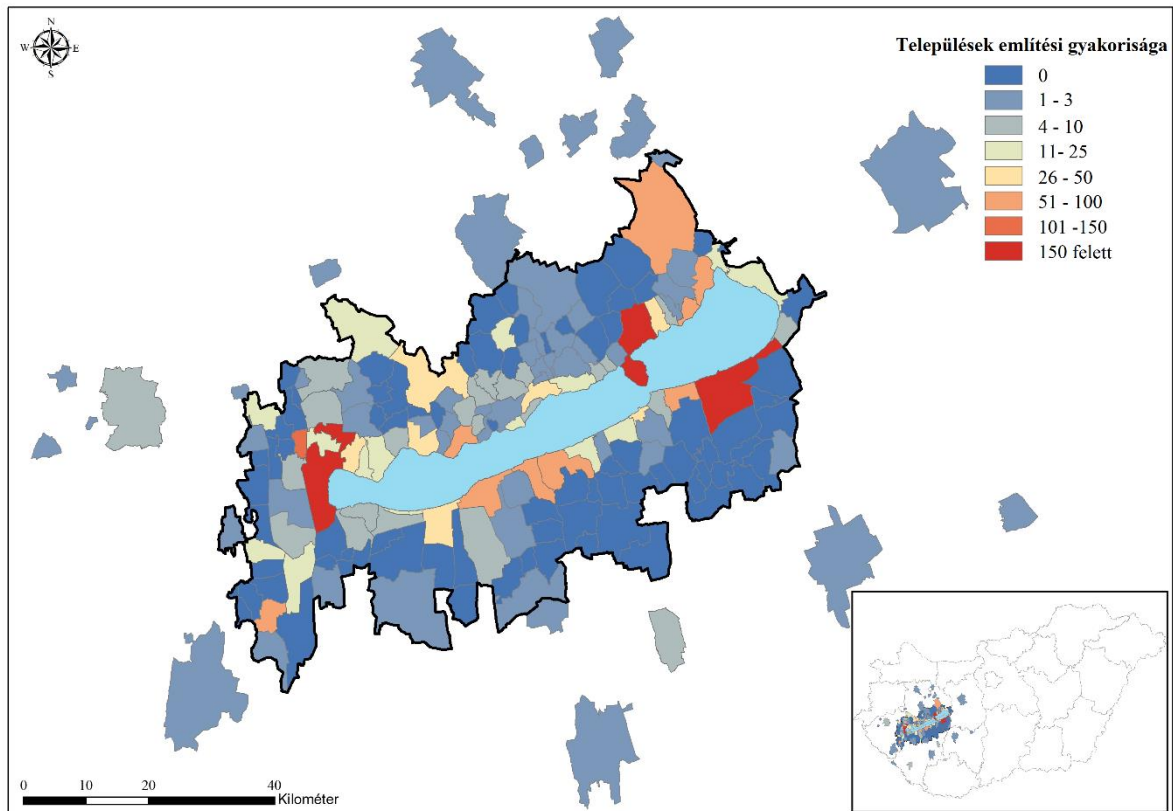 N
W E
S
Települések említési gyakorisága
0
1 - 3
4 - 10
11- 25
26 - 50
51 - 100
101 -150
150 felett
0 10 20 40
Kilométer